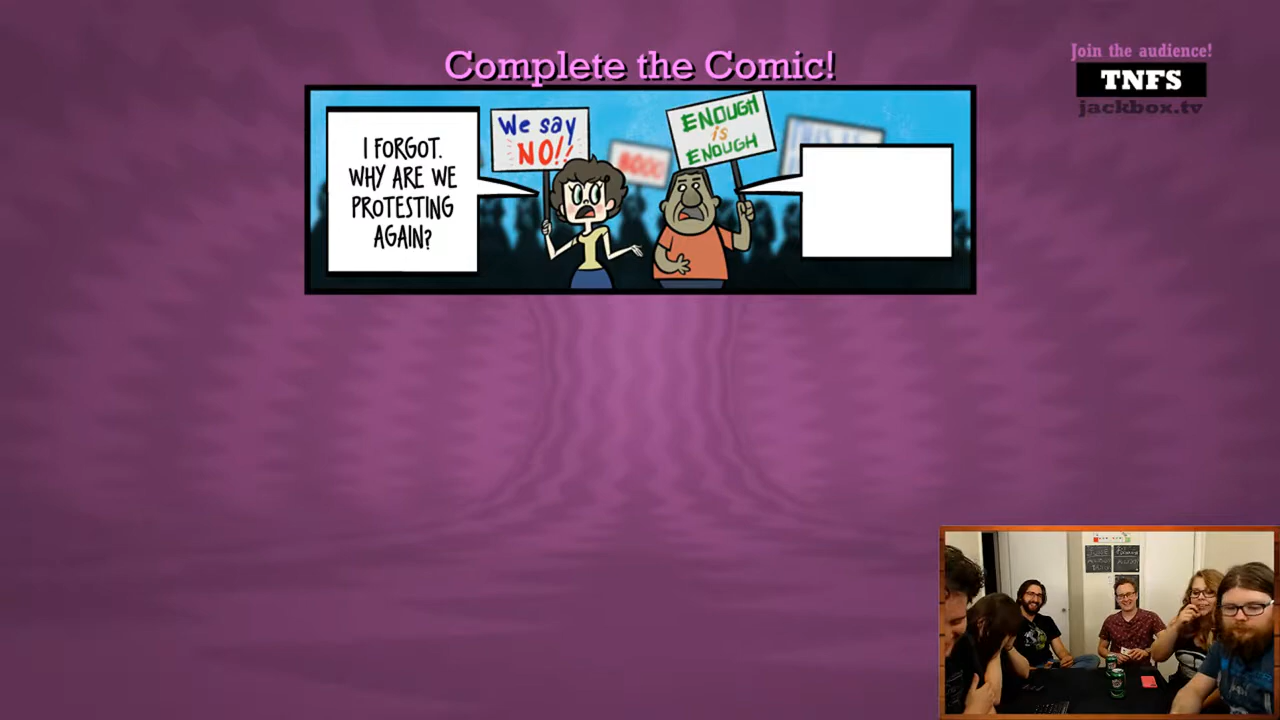 Join the audience!
TNFS
jackbox.tv
Complete the Comic!
I FORGOT.
WHY ARE WE
PROTESTING
AGAIN?
We say
NO!!
ENOUGH
is
ENOUGH